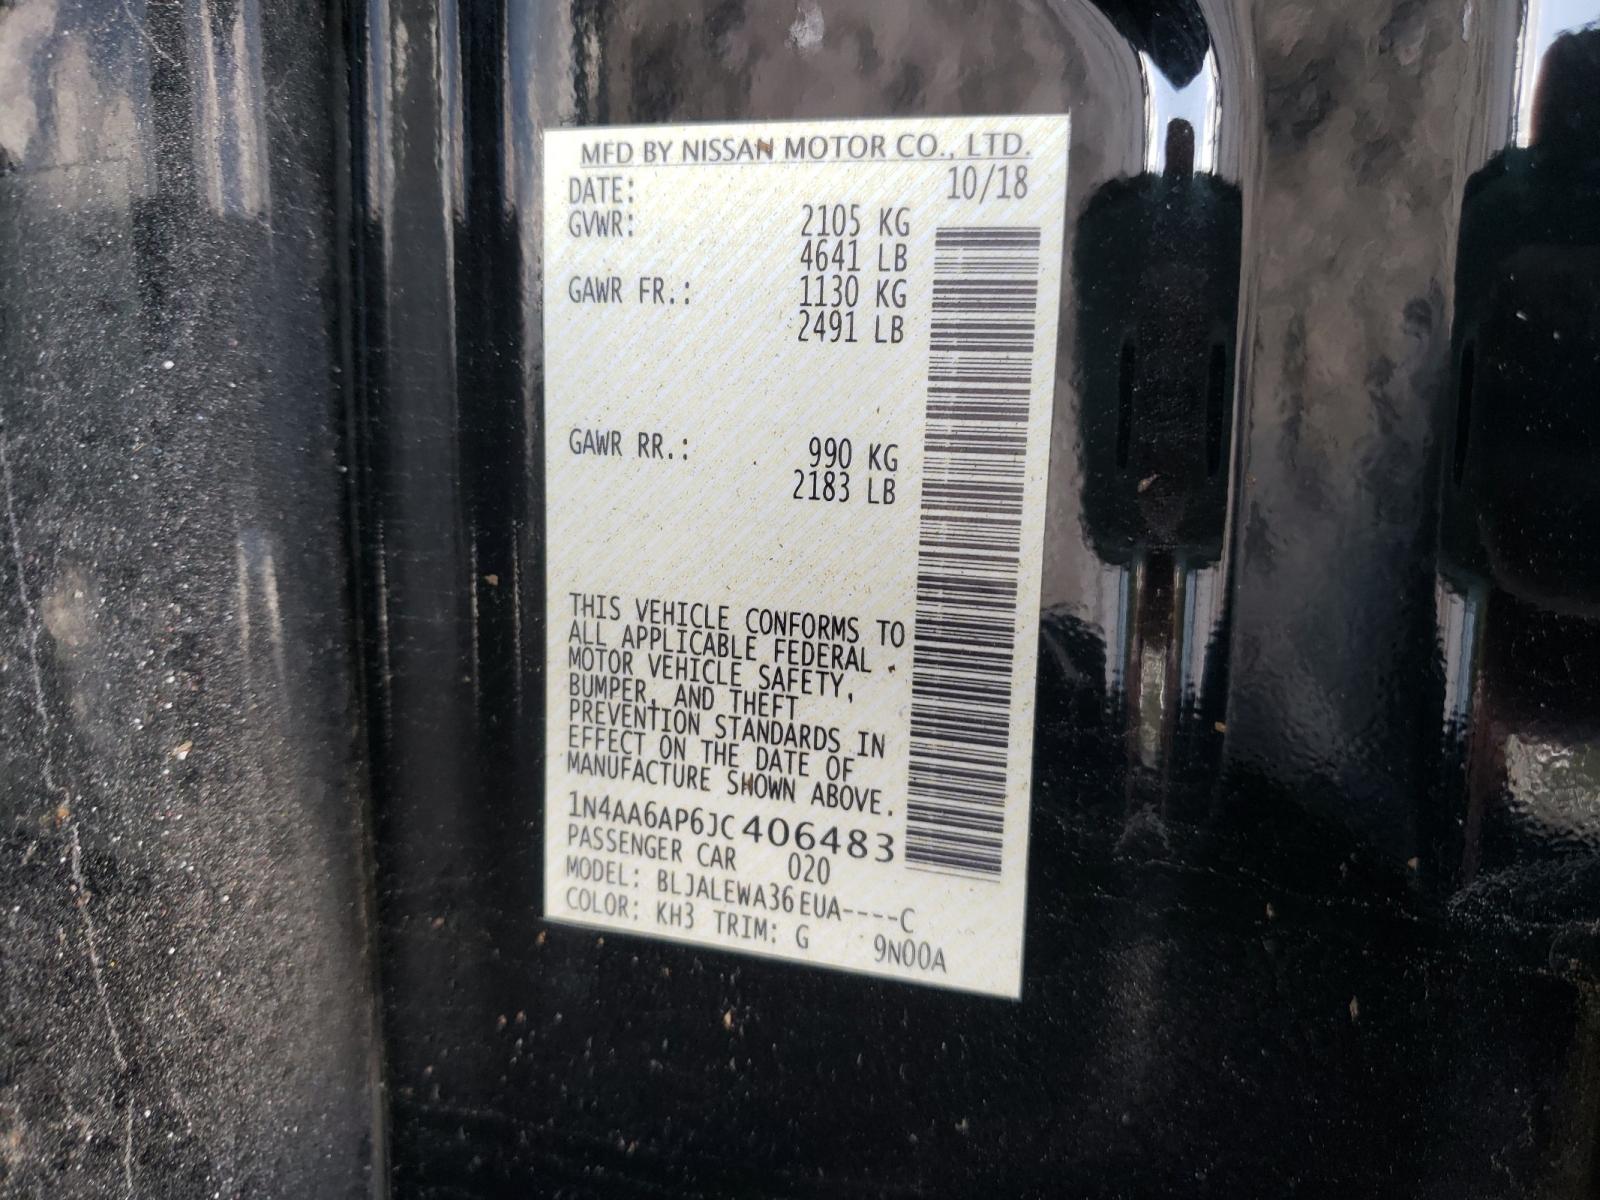 MFD BY NISSAN MOTOR CO., LTD.
DATE: 10/18
GVWR: 2105 KG
4641 LB
GAWR FR.: 1130 KG
2491 LB
GAWR RR.: 990 KG
2183 LB
THIS VEHICLE CONFORMS TO
ALL APPLICABLE FEDERAL
MOTOR VEHICLE SAFETY,
BUMPER, AND THEFT
PREVENTION STANDARDS IN
EFFECT ON THE DATE OF
MANUFACTURE SHOWN ABOVE.
1N4AA6AP6JC406483
PASSENGER CAR 020
MODEL: BLJALEWA36EUA----C
COLOR: KH3 TRIM: G 9N00A